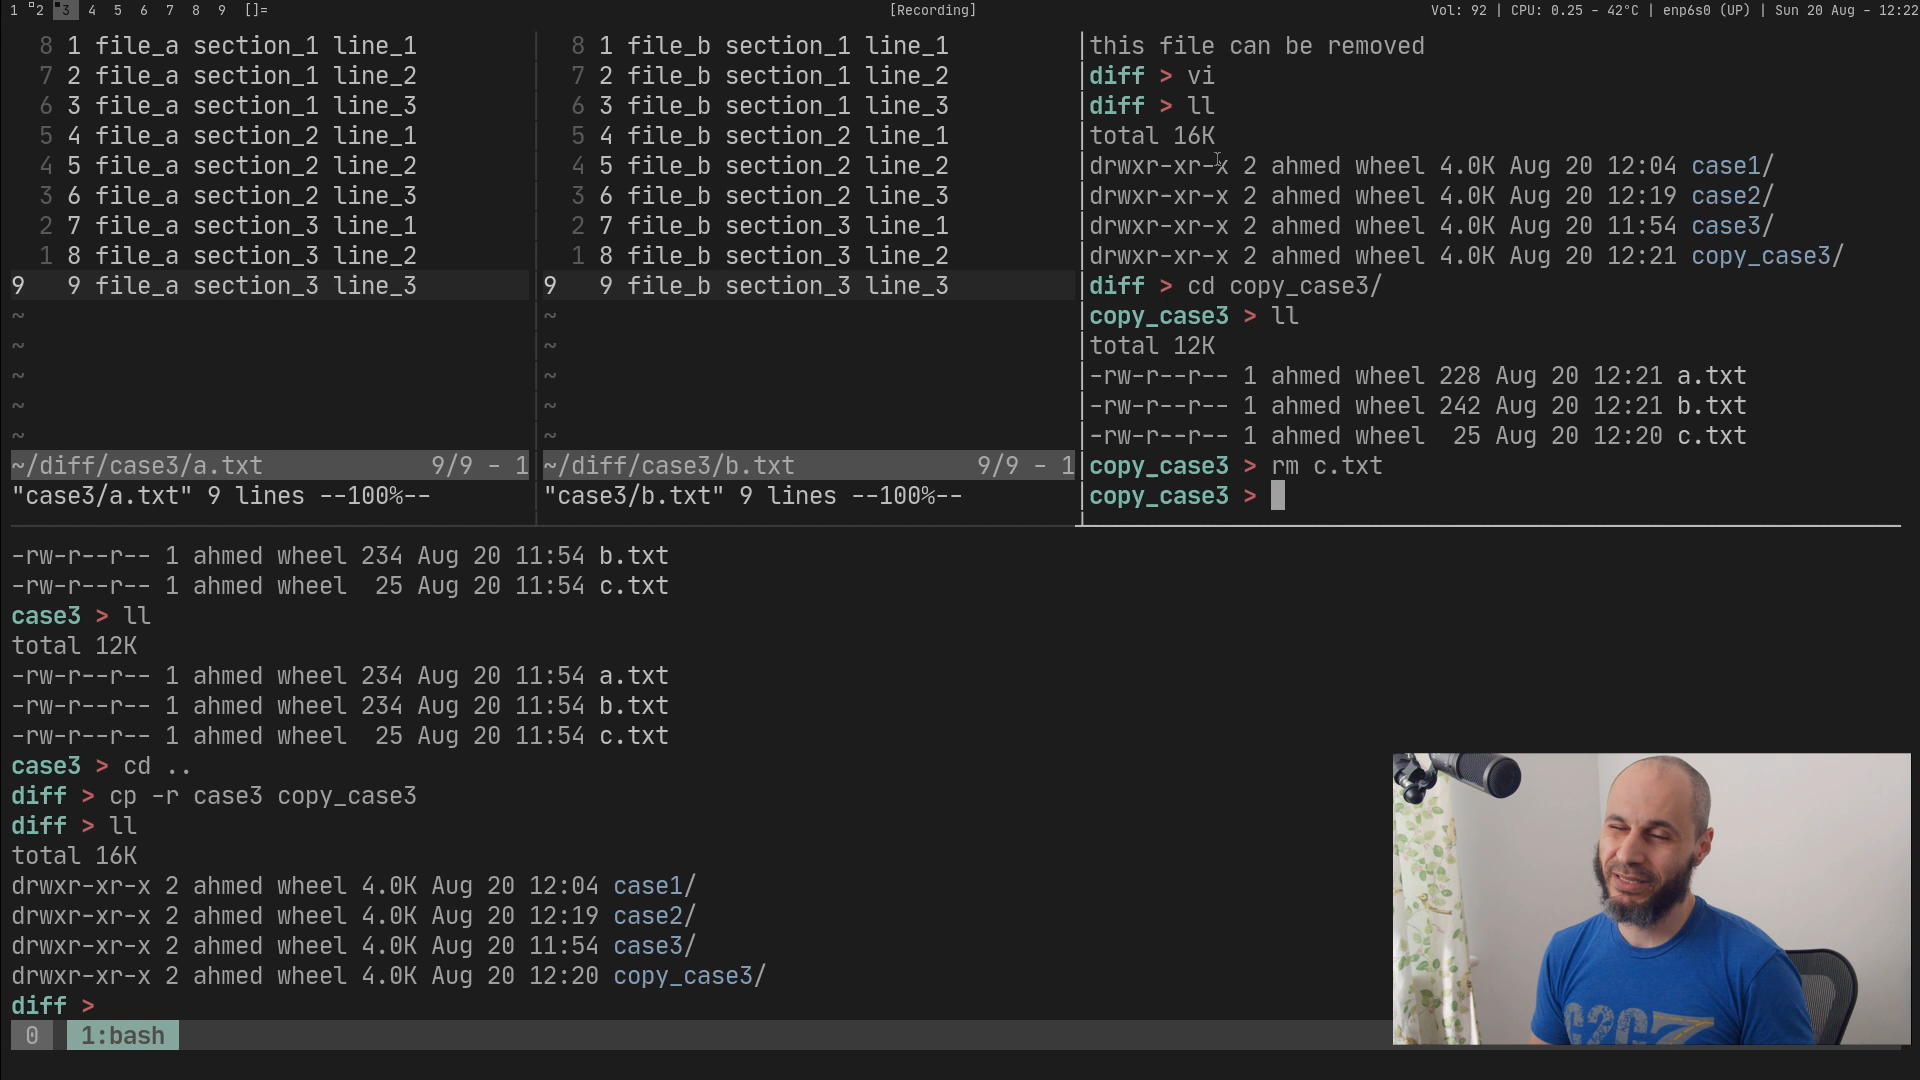 1 2 3 4 5 6 7 8 9 []=
[Recording]
Vol: 92 | CPU: 0.25 - 42°C | enp6s0 (UP) | Sun 20 Aug - 12:22
8 1 file_a section_1 line_1
7 2 file_a section_1 line_2
6 3 file_a section_1 line_3
5 4 file_a section_2 line_1
4 5 file_a section_2 line_2
3 6 file_a section_2 line_3
2 7 file_a section_3 line_1
1 8 file_a section_3 line_2
9 9 file_a section_3 line_3
~
~
~
~
~
~/diff/case3/a.txt 9/9 - 1
"case3/a.txt" 9 lines --100%--
8 1 file_b section_1 line_1
7 2 file_b section_1 line_2
6 3 file_b section_1 line_3
5 4 file_b section_2 line_1
4 5 file_b section_2 line_2
3 6 file_b section_2 line_3
2 7 file_b section_3 line_1
1 8 file_b section_3 line_2
9 9 file_b section_3 line_3
~
~
~
~
~
~/diff/case3/b.txt 9/9 - 1
"case3/b.txt" 9 lines --100%--
this file can be removed
diff > vi
diff > ll
total 16K
drwxr-xr-x 2 ahmed wheel 4.0K Aug 20 12:04 case1/
drwxr-xr-x 2 ahmed wheel 4.0K Aug 20 12:19 case2/
drwxr-xr-x 2 ahmed wheel 4.0K Aug 20 11:54 case3/
drwxr-xr-x 2 ahmed wheel 4.0K Aug 20 12:21 copy_case3/
diff > cd copy_case3/
copy_case3 > ll
total 12K
-rw-r--r-- 1 ahmed wheel 228 Aug 20 12:21 a.txt
-rw-r--r-- 1 ahmed wheel 242 Aug 20 12:21 b.txt
-rw-r--r-- 1 ahmed wheel 25 Aug 20 12:20 c.txt
copy_case3 > rm c.txt
copy_case3 >
-rw-r--r-- 1 ahmed wheel 234 Aug 20 11:54 b.txt
-rw-r--r-- 1 ahmed wheel 25 Aug 20 11:54 c.txt
case3 > ll
total 12K
-rw-r--r-- 1 ahmed wheel 234 Aug 20 11:54 a.txt
-rw-r--r-- 1 ahmed wheel 234 Aug 20 11:54 b.txt
-rw-r--r-- 1 ahmed wheel 25 Aug 20 11:54 c.txt
case3 > cd ..
diff > cp -r case3 copy_case3
diff > ll
total 16K
drwxr-xr-x 2 ahmed wheel 4.0K Aug 20 12:04 case1/
drwxr-xr-x 2 ahmed wheel 4.0K Aug 20 12:19 case2/
drwxr-xr-x 2 ahmed wheel 4.0K Aug 20 11:54 case3/
drwxr-xr-x 2 ahmed wheel 4.0K Aug 20 12:20 copy_case3/
diff >
0 1:bash